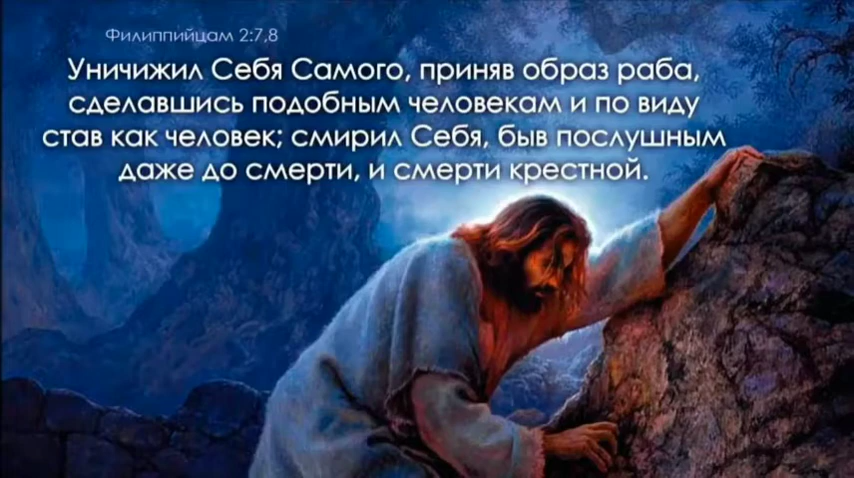 Филиппийцам 2:7,8
Уничижил Себя Самого, приняв образ раба,
сделавшись подобным человекам и по виду
став как человек; смирил Себя, быв послушным
даже до смерти, и смерти крестной.